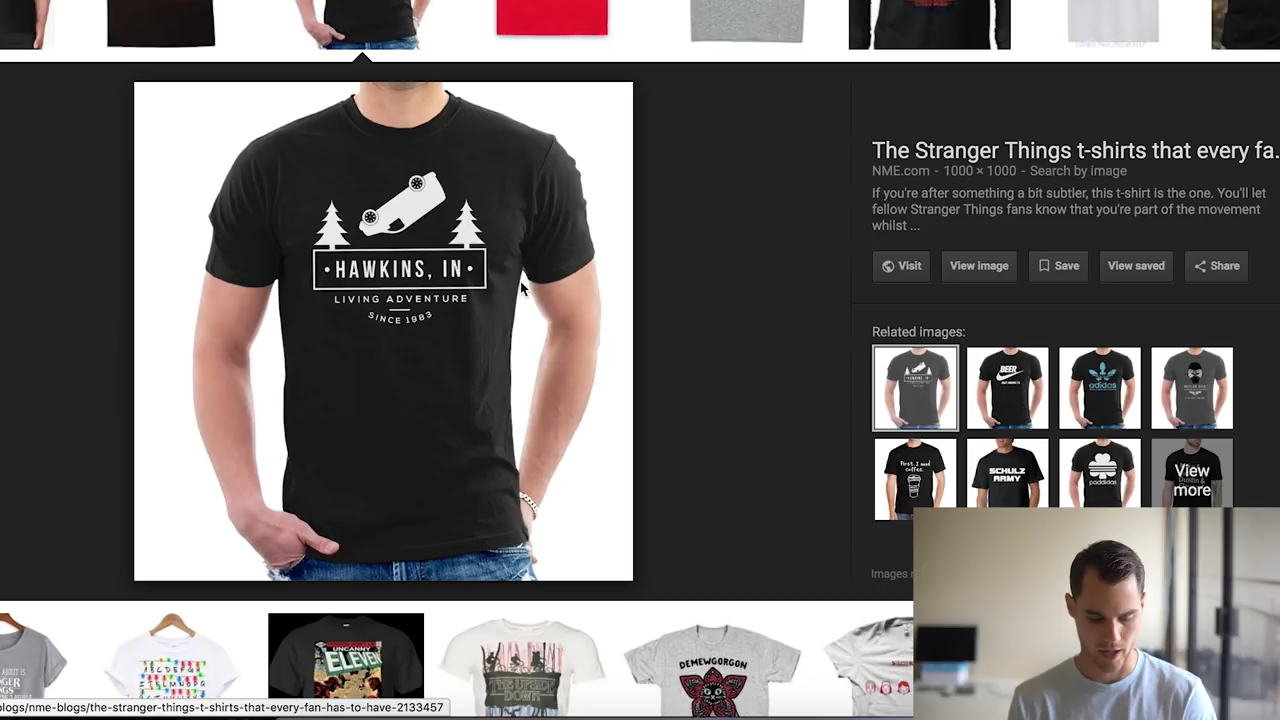 HAWKINS, IN
LIVING ADVENTURE
SINCE 1983
The Stranger Things t-shirts that every fa.
NME.com - 1000 × 1000 - Search by image
If you're after something a bit subtler, this t-shirt is the one. You'll let
fellow Stranger Things fans know that you're part of the movement
whilst ...
Visit
View image
Save
View saved
Share
Related images:
BEER
adidas
First, I need
coffee.
SCHULZ
ARMY
paddidas
View
more
Images
UNCANNY
ELEVEN
THE UPSIDE
DOWN
DEMEWGORGON
blogs/nme-blogs/the-stranger-things-t-shirts-that-every-fan-has-to-have-2133457